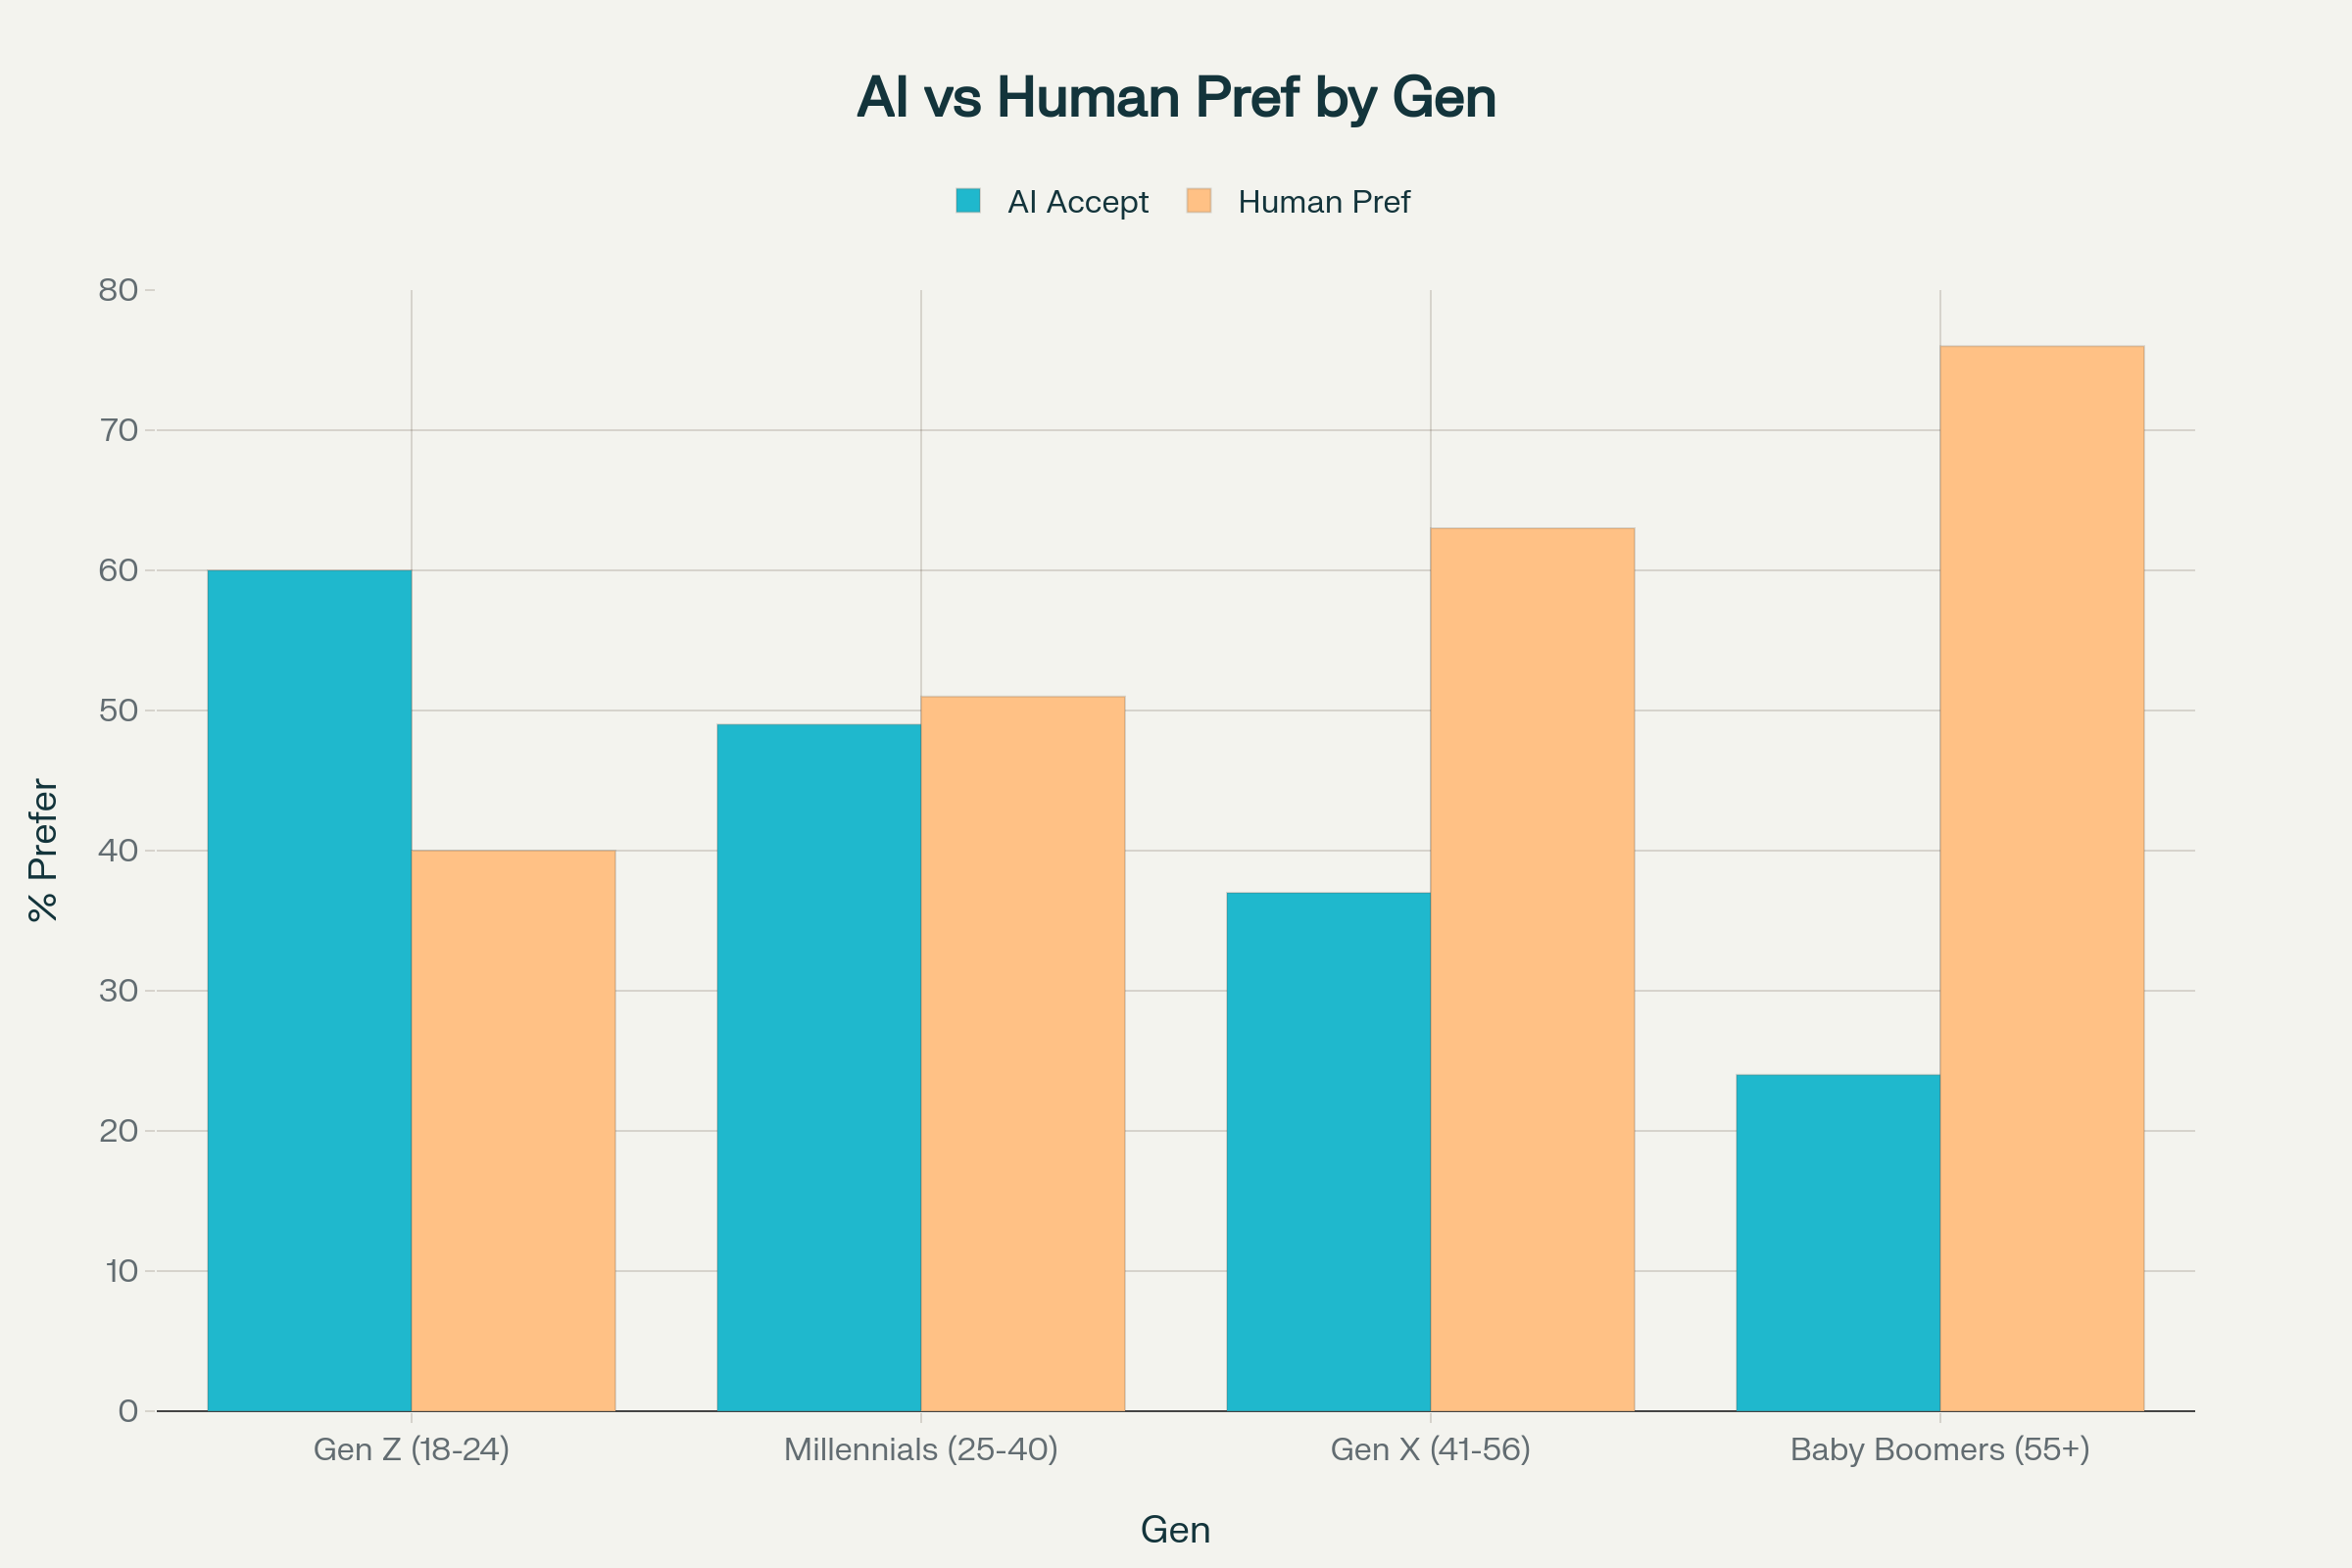 AI vs Human Pref by Gen
AI Accept Human Pref
80
70
60
50
40
30
20
10
0
% Prefer
Gen Z (18-24) Millennials (25-40) Gen X (41-56) Baby Boomers (55+)
Gen